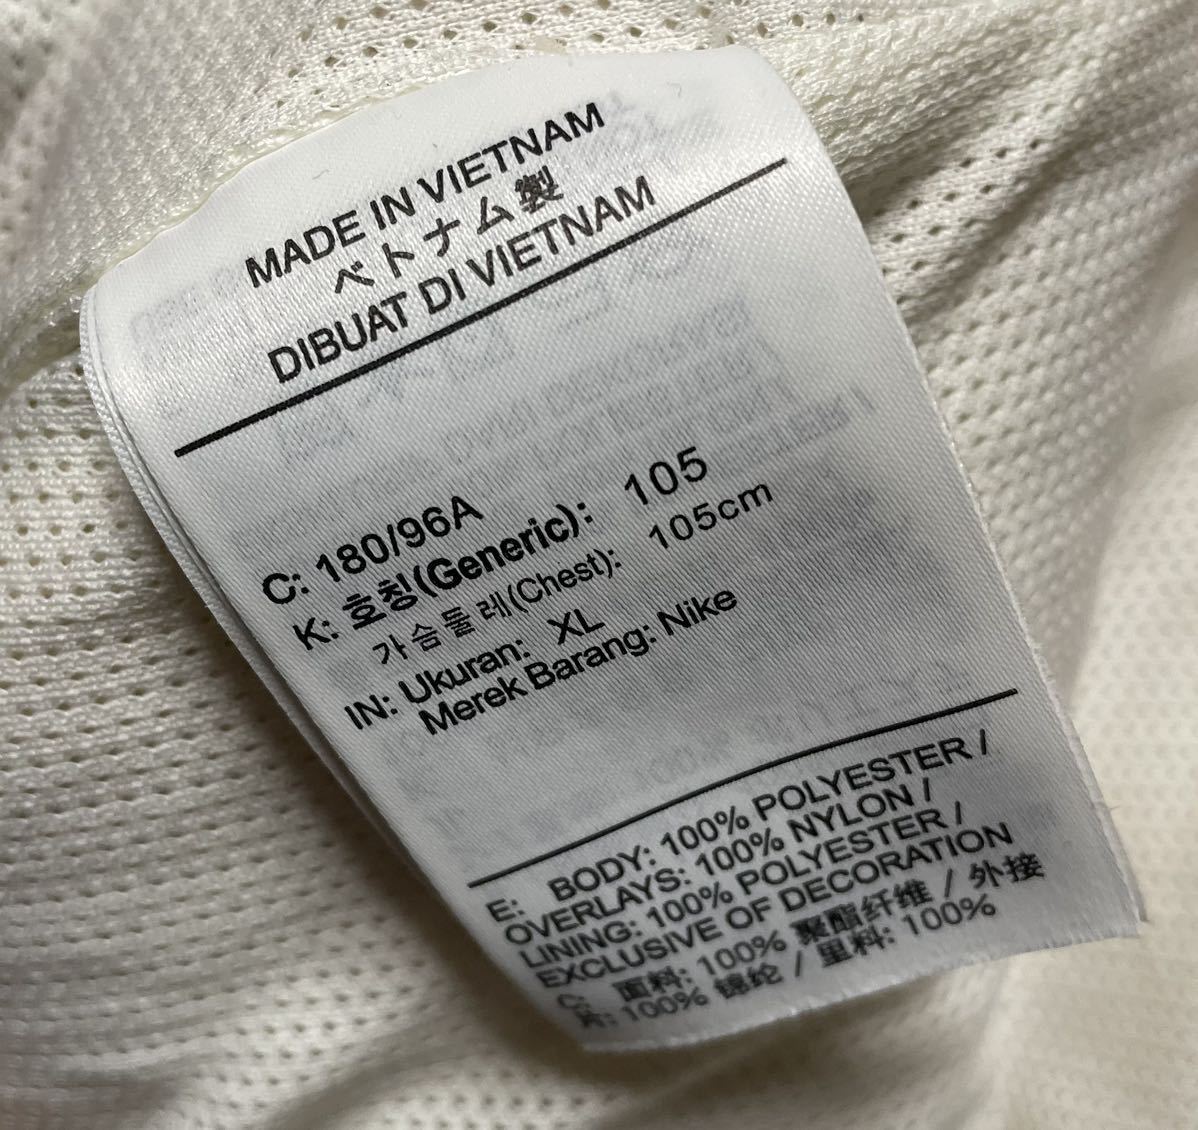 MADE IN VIETNAM
ベトナム製
DIBUAT DI VIETNAM
C: 180/96A
K: 호칭(Generic): 105
가슴둘레(Chest): 105cm
IN: Ukuran: XL
Merek Barang: Nike
E: BODY: 100% POLYESTER /
OVERLAYS: 100% NYLON /
LINING: 100% POLYESTER /
EXCLUSIVE OF DECORATION
C: 面料: 100% 聚酯纤维 / 外接
片: 100% 锦纶 / 里料: 100%